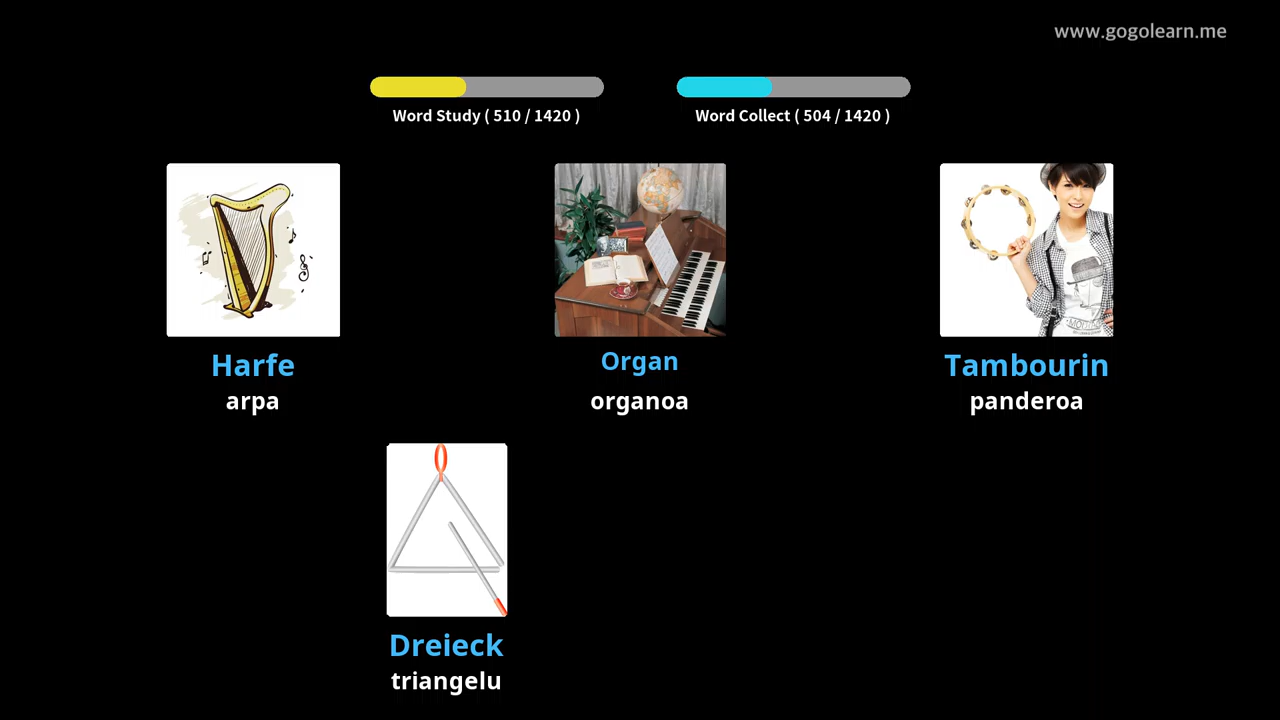 www.gogolearn.me
Word Study ( 510 / 1420 )
Word Collect ( 504 / 1420 )
Harfe
arpa
Organ
organoa
Tambourin
panderoa
Dreieck
triangelu